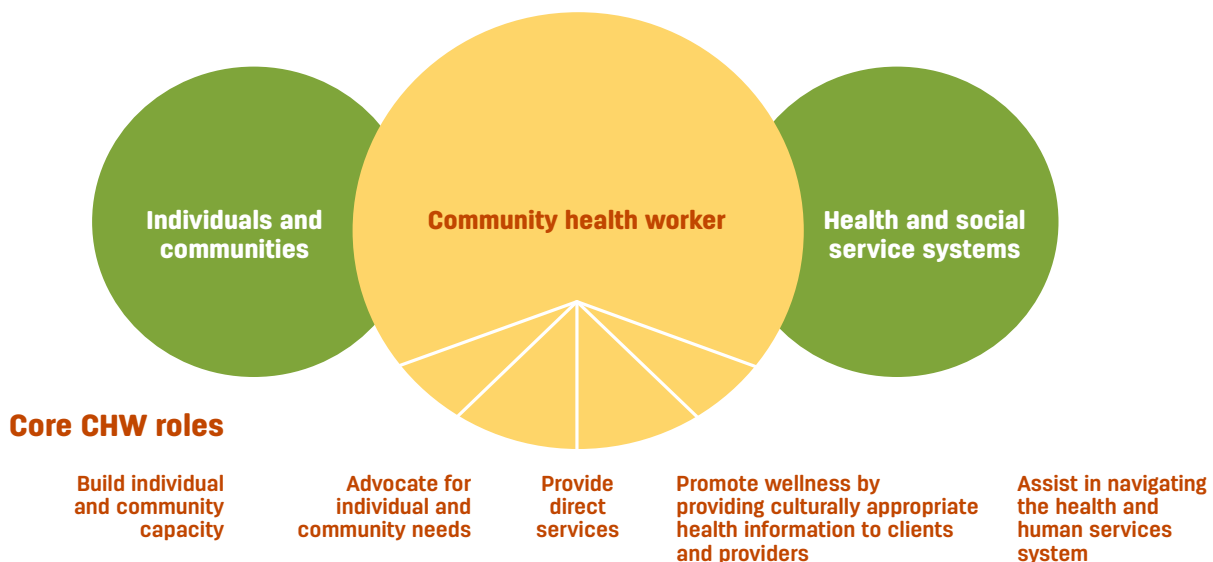 Individuals and
communities
Community health worker
Health and social
service systems
Core CHW roles
Build individual
and community
capacity
Advocate for
individual and
community needs
Provide
direct
services
Promote wellness by
providing culturally appropriate
health information to clients
and providers
Assist in navigating
the health and
human services
system